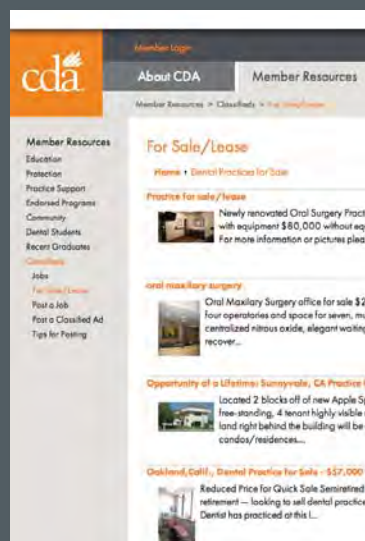 Member Login
cda.
About CDA
Member Resources
Member Resources > Classifieds > For Sale/Lease
Member Resources
Education
Protection
Practice Support
Endorsed Programs
Community
Dental Students
Recent Graduates
Classifieds
Jobs
For Sale/Lease
Post a Job
Post a Classified Ad
Tips for Posting
For Sale/Lease
Home › Dental Practices for Sale
Practice for sale/lease
Newly renovated Oral Surgery Pract
with equipment $80,000 without eq
For more information or pictures plea
oral maxilary surgery
Oral Maxilary Surgery office for sale $2
four operatories and space for seven, mu
centralized nitrous oxide, elegant waiting
recover...
Opportunity of a Lifetime: Sunnyvale, CA Practice
Located 2 blocks off of new Apple Sp
free-standing, 4 tenant highly visible
land right behind the building will be
condos/residences....
Oakland, Calif., Dental Practice for Sale - $57,000
Reduced Price for Quick Sale Semiretired
retirement — looking to sell dental practice
Dentist has practiced at this l...